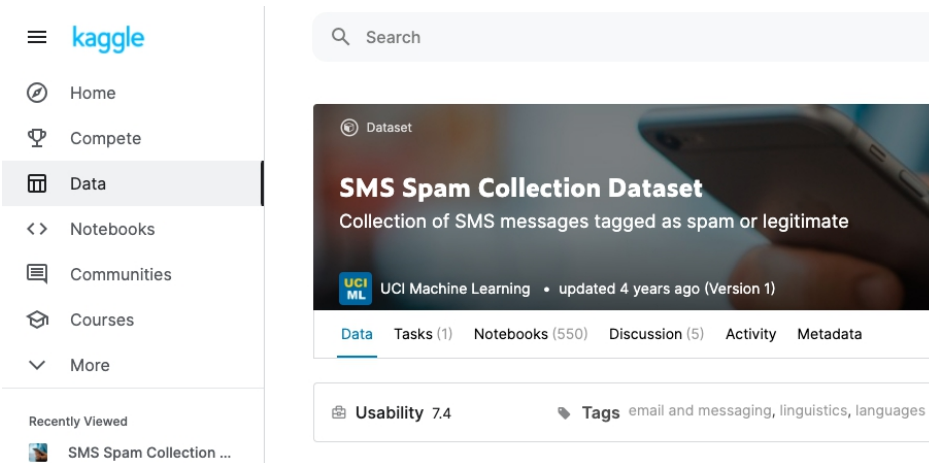 kaggle
Search
Home
Compete
Data
Notebooks
Communities
Courses
More
Recently Viewed
SMS Spam Collection ...
Dataset
SMS Spam Collection Dataset
Collection of SMS messages tagged as spam or legitimate
UCI
ML
UCI Machine Learning • updated 4 years ago (Version 1)
Data Tasks (1) Notebooks (550) Discussion (5) Activity Metadata
Usability 7.4 Tags email and messaging, linguistics, languages